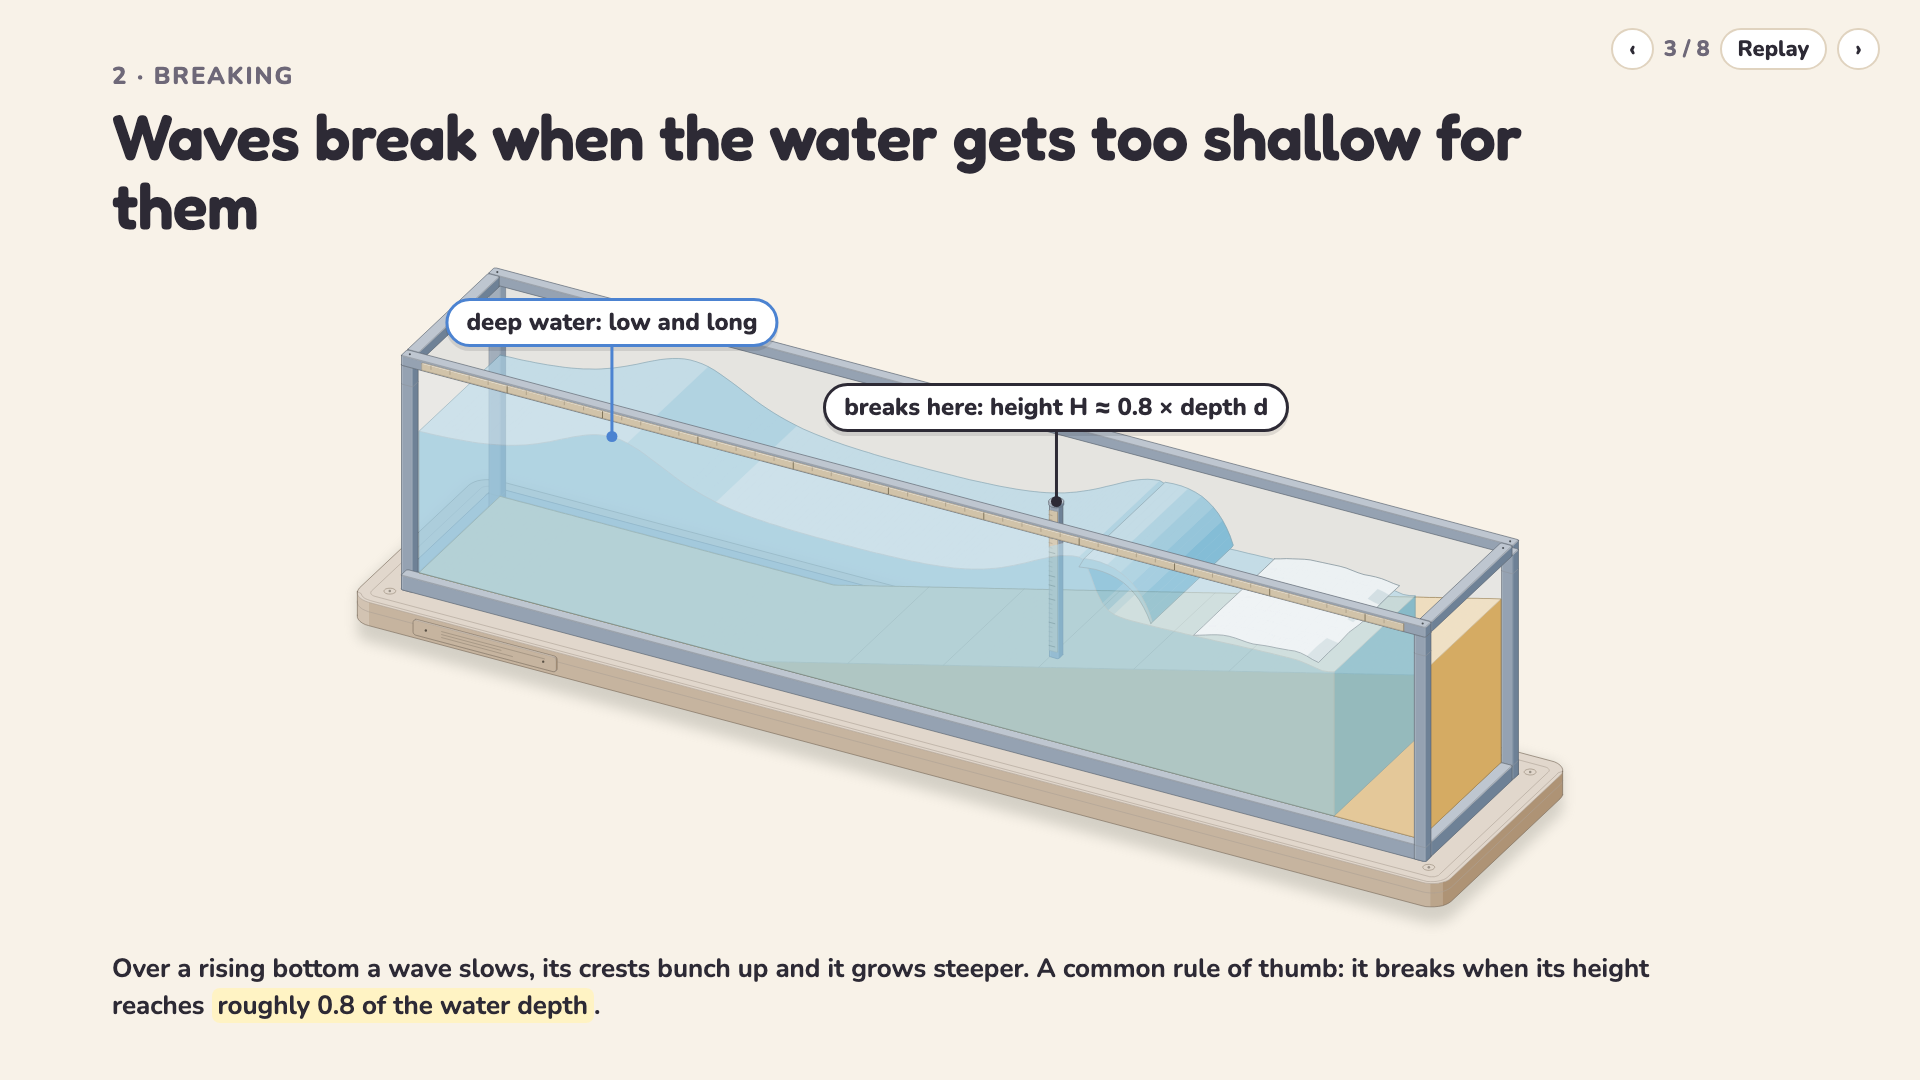 2 · BREAKING
‹ 3 / 8 Replay ›
Waves break when the water gets too shallow for
them
deep water: low and long
breaks here: height H ≈ 0.8 × depth d
Over a rising bottom a wave slows, its crests bunch up and it grows steeper. A common rule of thumb: it breaks when its height
reaches roughly 0.8 of the water depth.